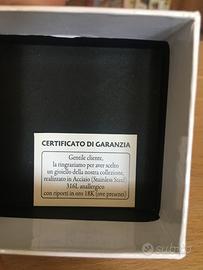 CERTIFICATO DI GARANZIA
Gentile cliente,
la ringraziamo per aver scelto
un gioiello della nostra collezione,
realizzato in Acciaio (Stainless Steel)
316L anallergico
con riporti in oro 18K (ove presente)
subito